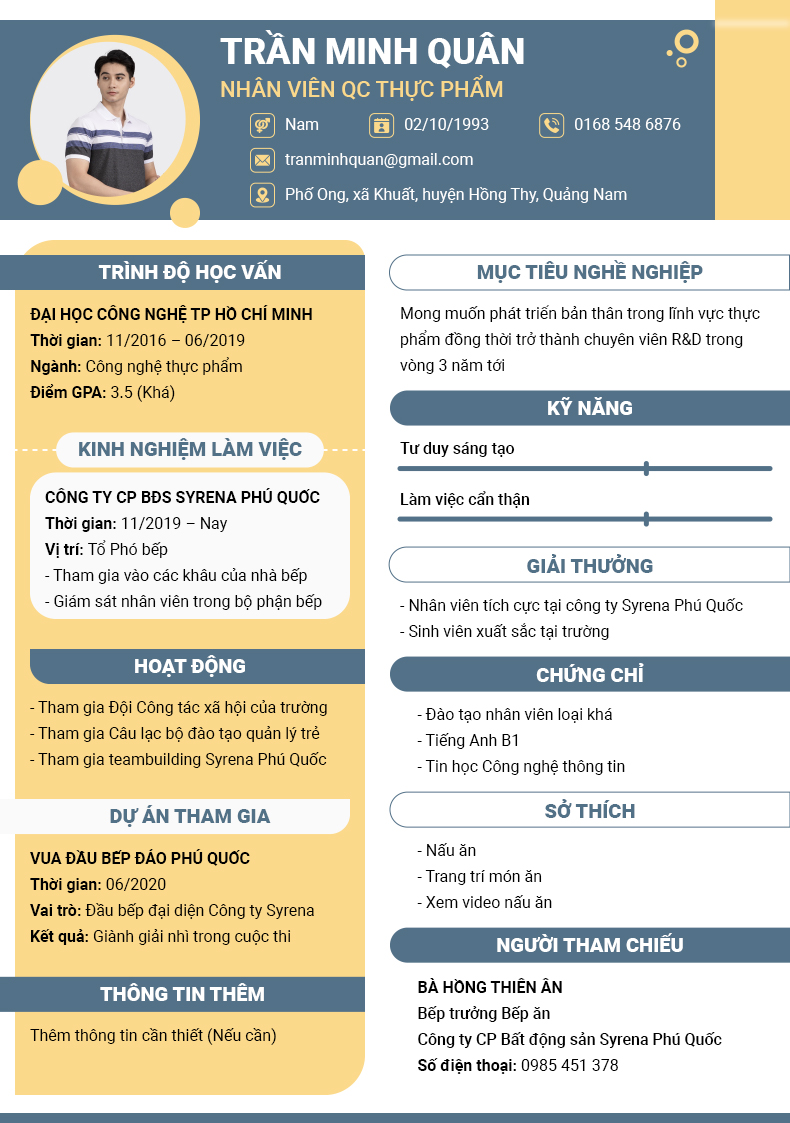 TRẦN MINH QUÂN
NHÂN VIÊN QC THỰC PHẨM
Nam
02/10/1993
0168 548 6876
tranminhquan@gmail.com
Phố Ong, xã Khuất, huyện Hồng Thy, Quảng Nam
TRÌNH ĐỘ HỌC VẤN
ĐẠI HỌC CÔNG NGHỆ TP HỒ CHÍ MINH
Thời gian: 11/2016 – 06/2019
Ngành: Công nghệ thực phẩm
Điểm GPA: 3.5 (Khá)
KINH NGHIỆM LÀM VIỆC
CÔNG TY CP BĐS SYRENA PHÚ QUỐC
Thời gian: 11/2019 – Nay
Vị trí: Tổ Phó bếp
- Tham gia vào các khâu của nhà bếp
- Giám sát nhân viên trong bộ phận bếp
HOẠT ĐỘNG
- Tham gia Đội Công tác xã hội của trường
- Tham gia Câu lạc bộ đào tạo quản lý trẻ
- Tham gia teambuilding Syrena Phú Quốc
DỰ ÁN THAM GIA
VUA ĐẦU BẾP ĐẢO PHÚ QUỐC
Thời gian: 06/2020
Vai trò: Đầu bếp đại diện Công ty Syrena
Kết quả: Giành giải nhì trong cuộc thi
THÔNG TIN THÊM
Thêm thông tin cần thiết (Nếu cần)
MỤC TIÊU NGHỀ NGHIỆP
Mong muốn phát triển bản thân trong lĩnh vực thực
phẩm đồng thời trở thành chuyên viên R&D trong
vòng 3 năm tới
KỸ NĂNG
Tư duy sáng tạo
Làm việc cẩn thận
GIẢI THƯỞNG
- Nhân viên tích cực tại công ty Syrena Phú Quốc
- Sinh viên xuất sắc tại trường
CHỨNG CHỈ
- Đào tạo nhân viên loại khá
- Tiếng Anh B1
- Tin học Công nghệ thông tin
SỞ THÍCH
- Nấu ăn
- Trang trí món ăn
- Xem video nấu ăn
NGƯỜI THAM CHIẾU
BÀ HỒNG THIÊN ÂN
Bếp trưởng Bếp ăn
Công ty CP Bất động sản Syrena Phú Quốc
Số điện thoại: 0985 451 378